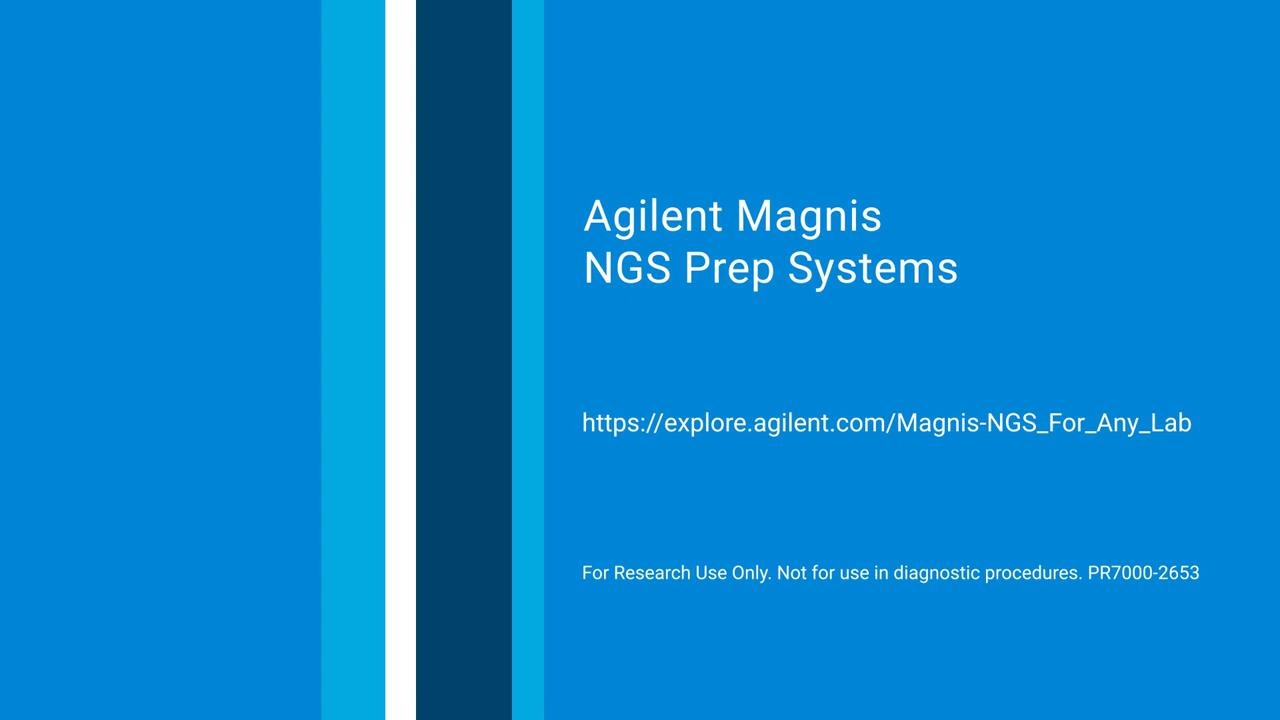 Agilent Magnis
NGS Prep Systems
https://explore.agilent.com/Magnis-NGS_For_Any_Lab
For Research Use Only. Not for use in diagnostic procedures. PR7000-2653